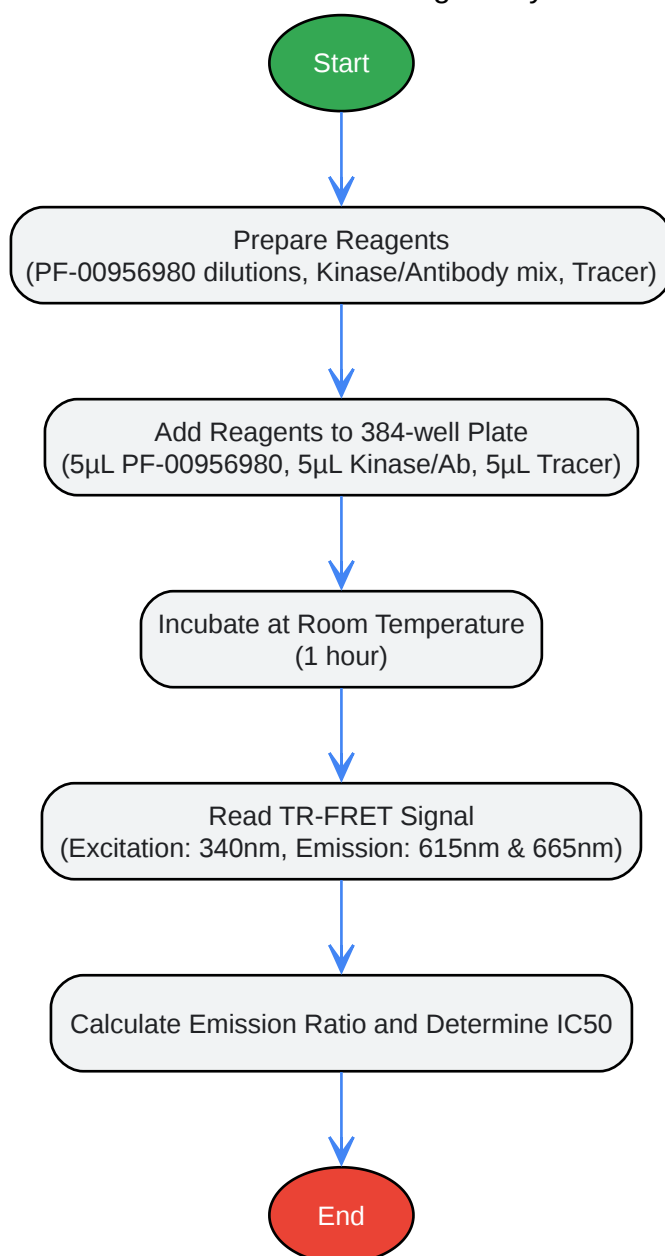 Start
Prepare Reagents
(PF-00956980 dilutions, Kinase/Antibody mix, Tracer)
Add Reagents to 384-well Plate
(5µL PF-00956980, 5µL Kinase/Ab, 5µL Tracer)
Incubate at Room Temperature
(1 hour)
Read TR-FRET Signal
(Excitation: 340nm, Emission: 615nm & 665nm)
Calculate Emission Ratio and Determine IC50
End